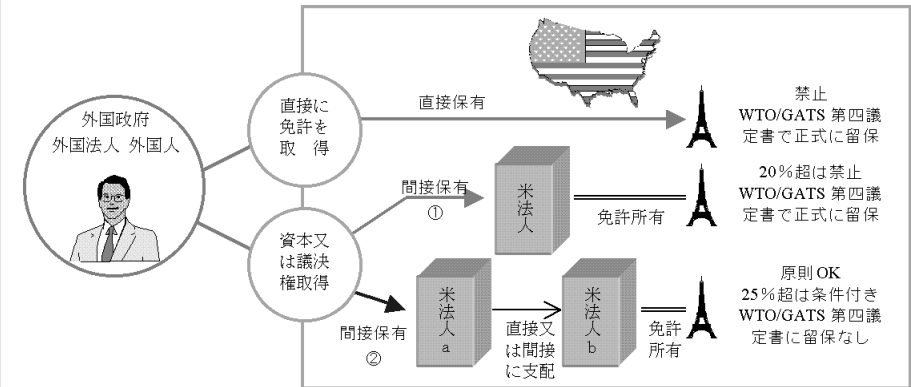 外国政府
外国法人 外国人
直接に
免許を
取 得
直接保有
禁止
WTO/GATS 第四議
定書で正式に留保
間接保有
①
米法人
免許所有
20％超は禁止
WTO/GATS 第四議
定書で正式に留保
資本又
は議決
権取得
間接保有
②
米法人a
直接又
は間接
に支配
米法人b
免許
所有
原則 OK
25％超は条件付き
WTO/GATS 第四議
定書に留保なし